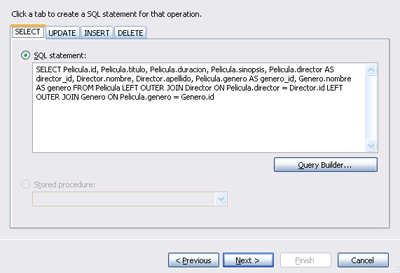 Click a tab to create a SQL statement for that operation.
SELECT UPDATE INSERT DELETE
SQL statement:
SELECT Pelicula.id, Pelicula.titulo, Pelicula.duracion, Pelicula.sinopsis, Pelicula.director AS
director_id, Director.nombre, Director.apellido, Pelicula.genero AS genero_id, Genero.nombre
AS genero FROM Pelicula LEFT OUTER JOIN Director ON Pelicula.director = Director.id LEFT
OUTER JOIN Genero ON Pelicula.genero = Genero.id
Query Builder...
Stored procedure:
< Previous Next > Finish Cancel